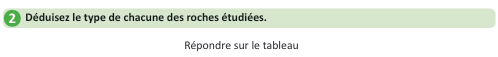 2 Déduisez le type de chacune des roches étudiées.
Répondre sur le tableau